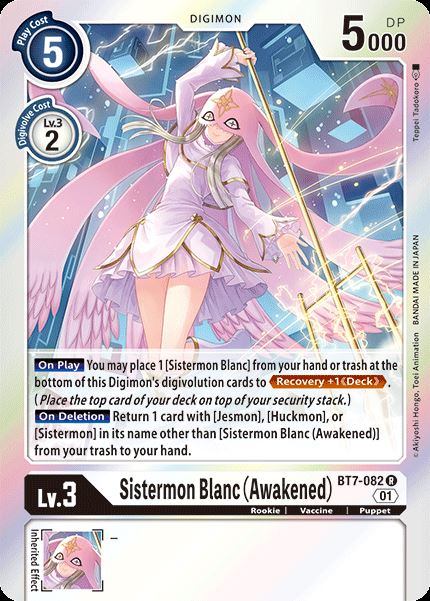 Play Cost
5
DIGIMON
DP
5000
Digivolve Cost
Lv.3
2
Teppei Tadokoro
© Akiyoshi Hongo, Toei Animation BANDAI MADE IN JAPAN
On Play You may place 1 [Sistermon Blanc] from your hand or trash at the
bottom of this Digimon's digivolution cards to Recovery +1《Deck》.
(Place the top card of your deck on top of your security stack.)
On Deletion Return 1 card with [Jesmon], [Huckmon], or
[Sistermon] in its name other than [Sistermon Blanc (Awakened)]
from your trash to your hand.
Lv.3
Sistermon Blanc (Awakened)
BT7-082 R
01
Rookie | Vaccine | Puppet
Inherited Effect
–